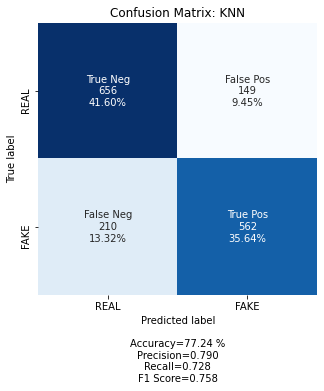 Confusion Matrix: KNN
True Neg
656
41.60%
False Pos
149
9.45%
False Neg
210
13.32%
True Pos
562
35.64%
True label
REAL
FAKE
REAL
FAKE
Predicted label
Accuracy=77.24 %
Precision=0.790
Recall=0.728
F1 Score=0.758